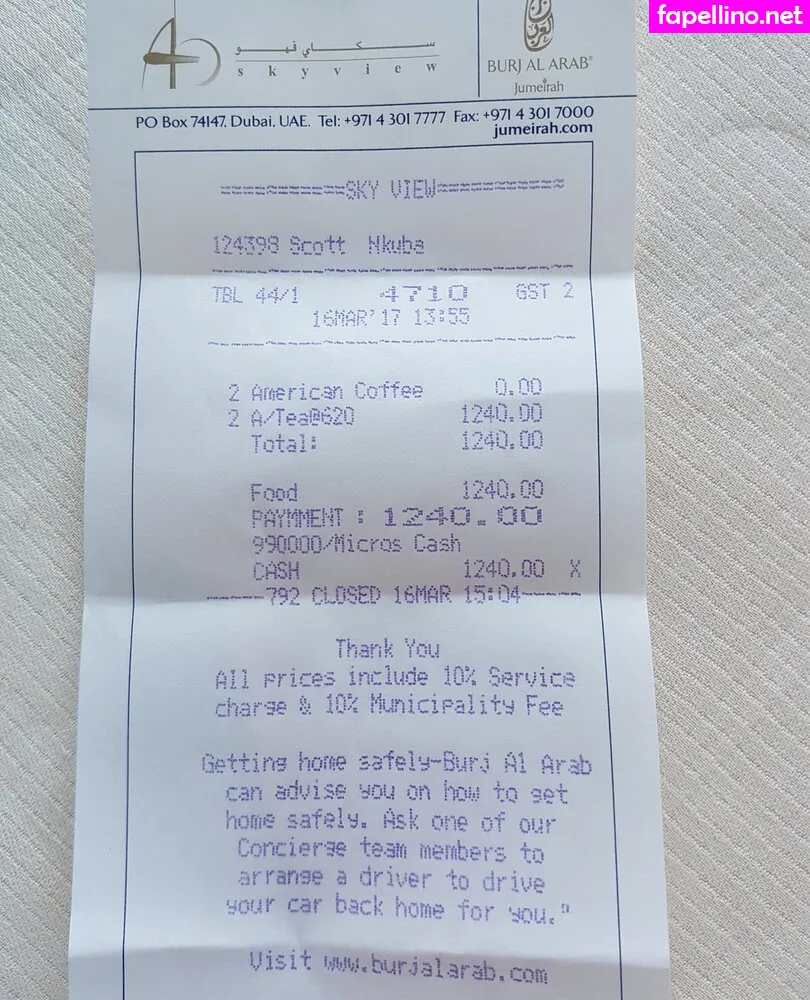 fapellino.net
سكاي فيو
skyview
BURJ AL ARAB®
Jumeirah
PO Box 74147, Dubai, UAE. Tel: +971 4 301 7777 Fax: +971 4 301 7000
jumeirah.com
SKY VIEW
124398 Scott Nkuba
TBL 44/1 4710 GST 2
16MAR'17 13:55
2 American Coffee 0.00
2 A/Tea@620 1240.00
Total: 1240.00
Food 1240.00
PAYMMENT : 1240.00
990000/Micros Cash
CASH 1240.00 X
792 CLOSED 16MAR 15:04
Thank You
All prices include 10% Service
charge & 10% Municipality Fee
Getting home safely-Burj Al Arab
can advise you on how to get
home safely. Ask one of our
Concierge team members to
arrange a driver to drive
your car back home for you."
Visit www.burjalarab.com